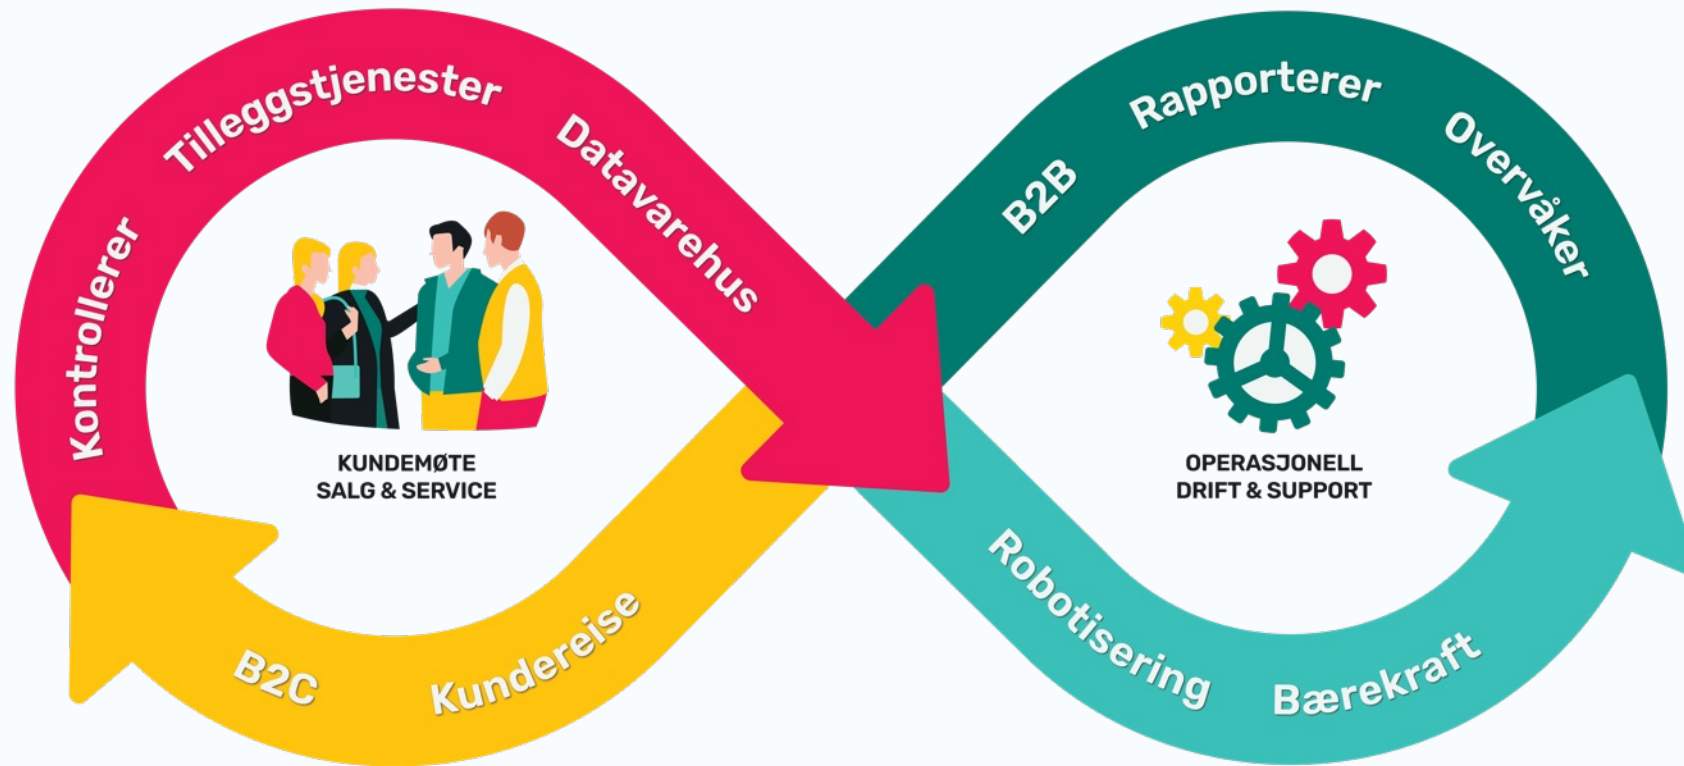 Kontrollerer
Tilleggstjenester
Datavarehus
KUNDEMØTE
SALG & SERVICE
B2C
Kundereise
B2B
Rapporterer
Overvåker
OPERASJONELL
DRIFT & SUPPORT
Robotisering
Bærekraft